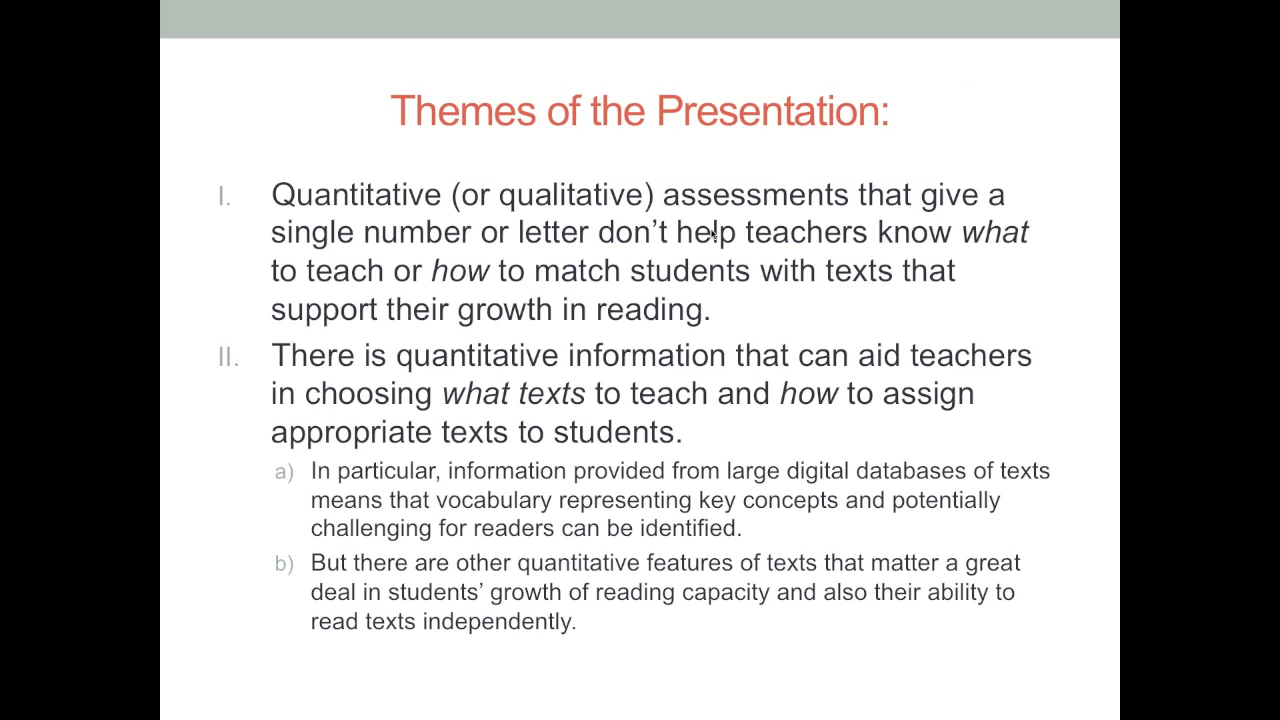 Themes of the Presentation:
I. Quantitative (or qualitative) assessments that give a
single number or letter don’t help teachers know what
to teach or how to match students with texts that
support their growth in reading.
II. There is quantitative information that can aid teachers
in choosing what texts to teach and how to assign
appropriate texts to students.
a) In particular, information provided from large digital databases of texts
means that vocabulary representing key concepts and potentially
challenging for readers can be identified.
b) But there are other quantitative features of texts that matter a great
deal in students’ growth of reading capacity and also their ability to
read texts independently.